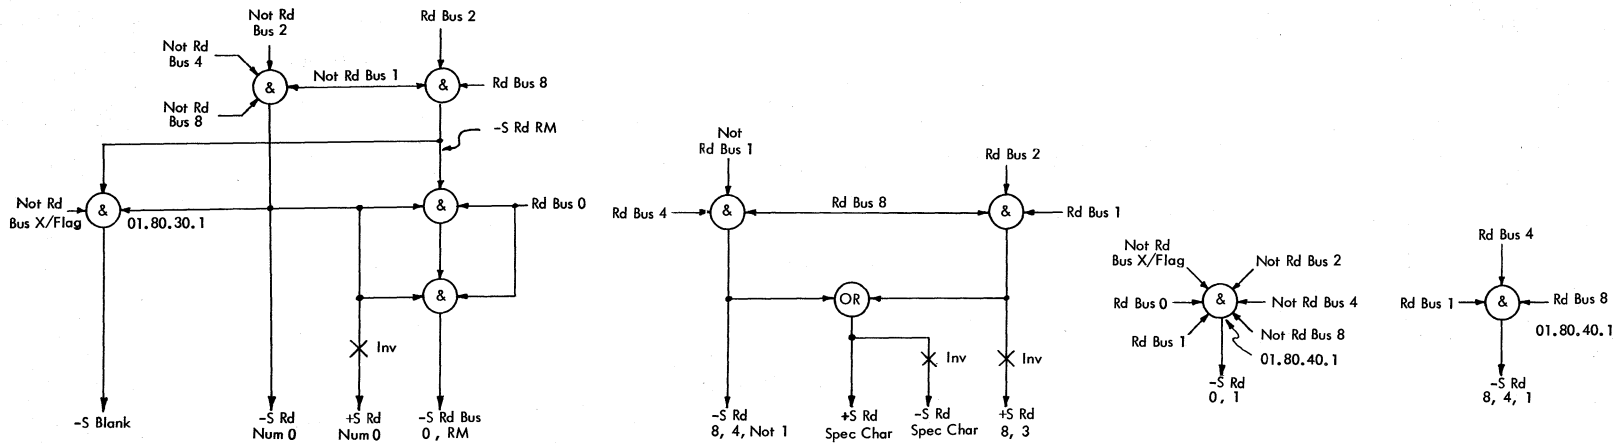 Not Rd
Bus 2
Rd Bus 2
Not Rd
Bus 4
Not Rd Bus 1
&
&
Rd Bus 8
Not Rd
Bus 8
-S Rd RM
Not Rd
Bus X/Flag
&
01.80.30.1
&
Rd Bus 0
&
Inv
-S Blank
-S Rd
Num 0
+S Rd
Num 0
-S Rd Bus
0, RM
Not
Rd Bus 1
Rd Bus 2
Rd Bus 4
&
Rd Bus 8
&
Rd Bus 1
OR
Inv
Inv
-S Rd
8, 4, Not 1
+S Rd
Spec Char
-S Rd
Spec Char
+S Rd
8, 3
Not Rd
Bus X/Flag
Not Rd Bus 2
Rd Bus 0
&
Not Rd Bus 4
Rd Bus 1
Not Rd Bus 8
01.80.40.1
-S Rd
0, 1
Rd Bus 4
Rd Bus 1
&
Rd Bus 8
01.80.40.1
-S Rd
8, 4, 1